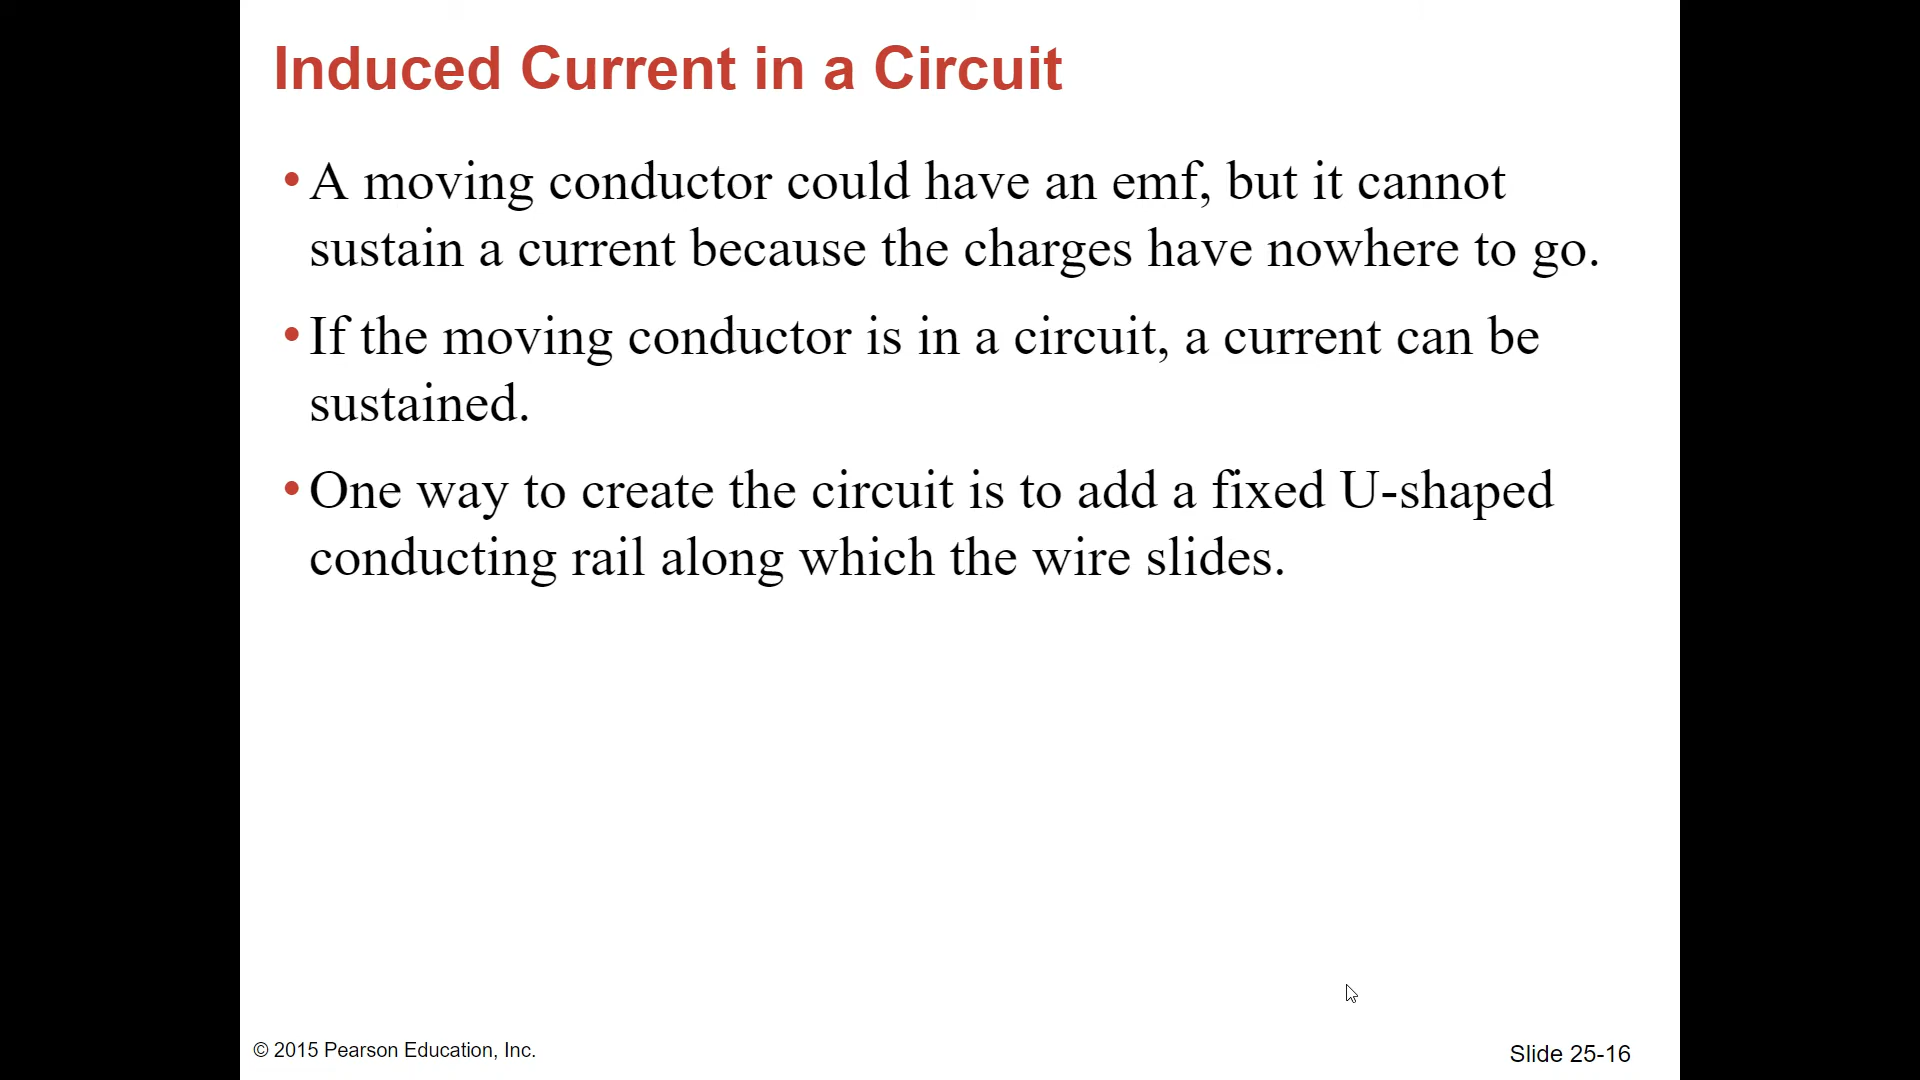 Induced Current in a Circuit
• A moving conductor could have an emf, but it cannot
sustain a current because the charges have nowhere to go.
• If the moving conductor is in a circuit, a current can be
sustained.
• One way to create the circuit is to add a fixed U-shaped
conducting rail along which the wire slides.
© 2015 Pearson Education, Inc.
Slide 25-16